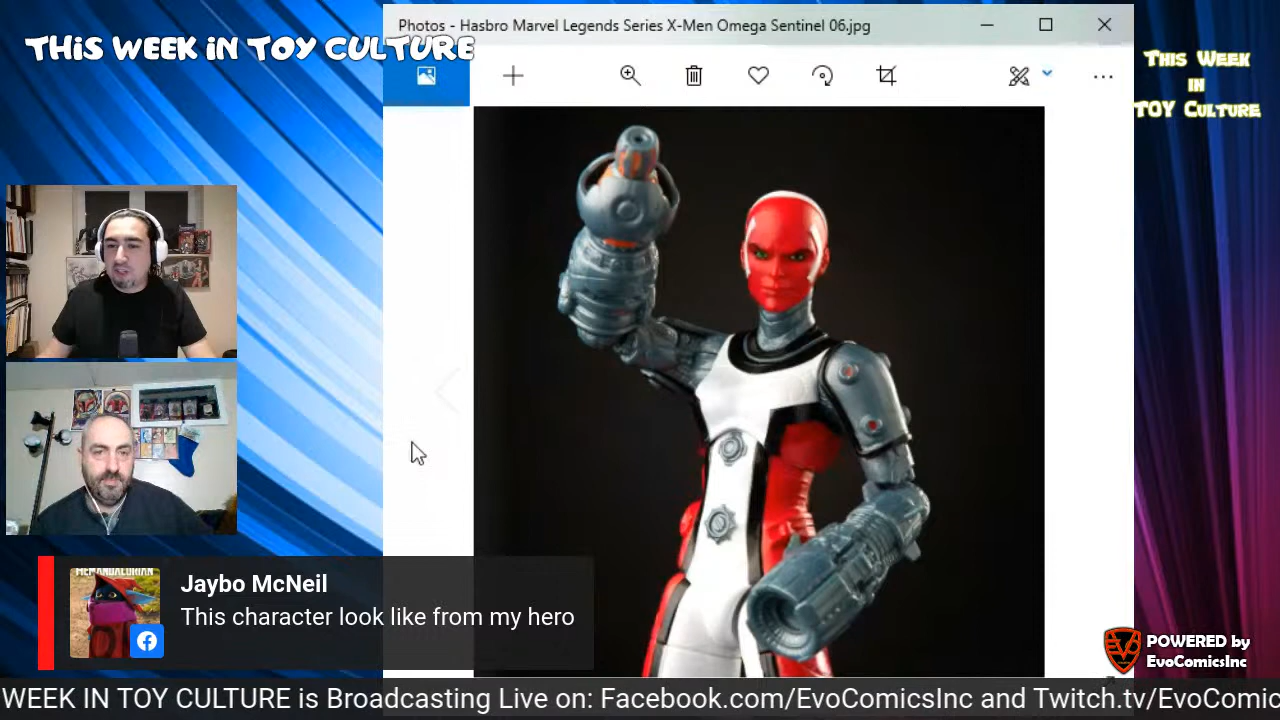 THiS WEEK iN TOY CULTURE
Photos - Hasbro Marvel Legends Series X-Men Omega Sentinel 06.jpg
This Week
in
TOY Culture
Jaybo McNeil
This character look like from my hero
POWERED by
EvoComicsInc
WEEK IN TOY CULTURE is Broadcasting Live on: Facebook.com/EvoComicsInc and Twitch.tv/EvoComic